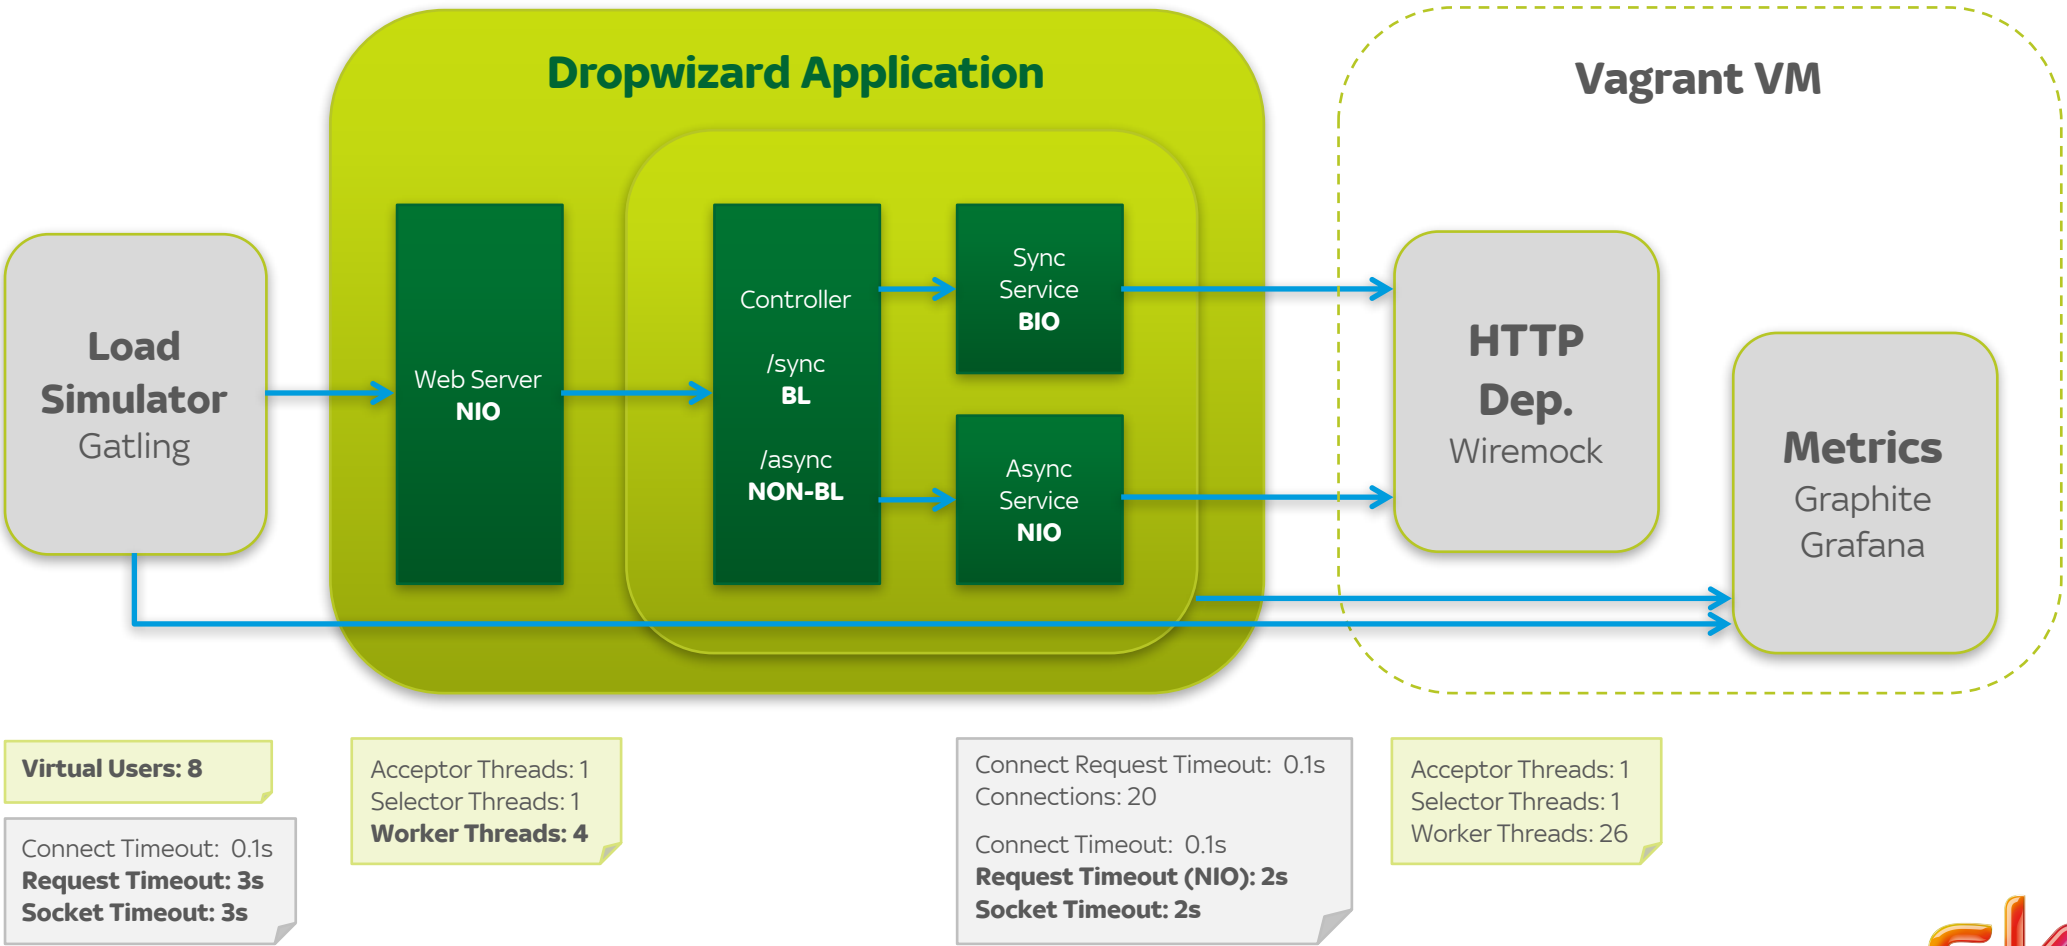 Dropwizard Application
Vagrant VM
Load
Simulator
Gatling
Web Server
NIO
Controller
/sync
BL
/async
NON-BL
Sync
Service
BIO
Async
Service
NIO
HTTP
Dep.
Wiremock
Metrics
Graphite
Grafana
Virtual Users: 8
Connect Timeout: 0.1s
Request Timeout: 3s
Socket Timeout: 3s
Acceptor Threads: 1
Selector Threads: 1
Worker Threads: 4
Connect Request Timeout: 0.1s
Connections: 20
Connect Timeout: 0.1s
Request Timeout (NIO): 2s
Socket Timeout: 2s
Acceptor Threads: 1
Selector Threads: 1
Worker Threads: 26